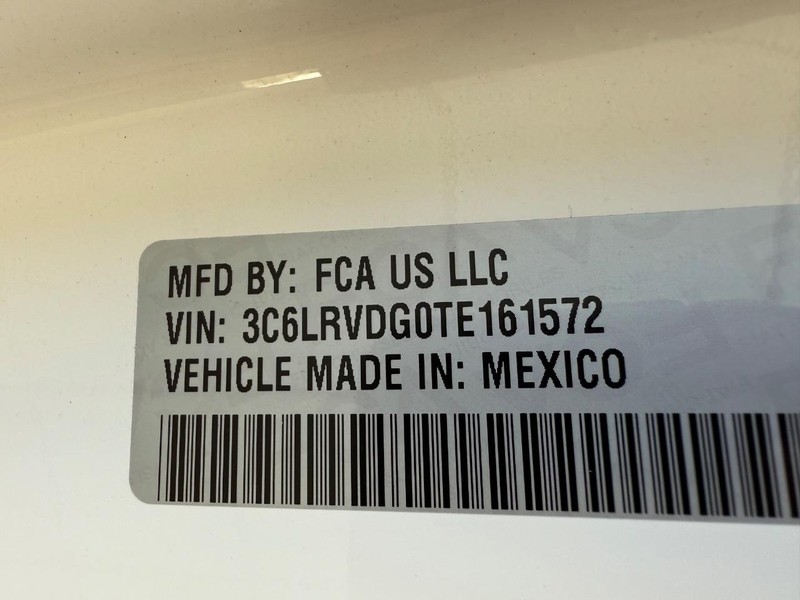 MFD BY: FCA US LLC
VIN: 3C6LRVDG0TE161572
VEHICLE MADE IN: MEXICO